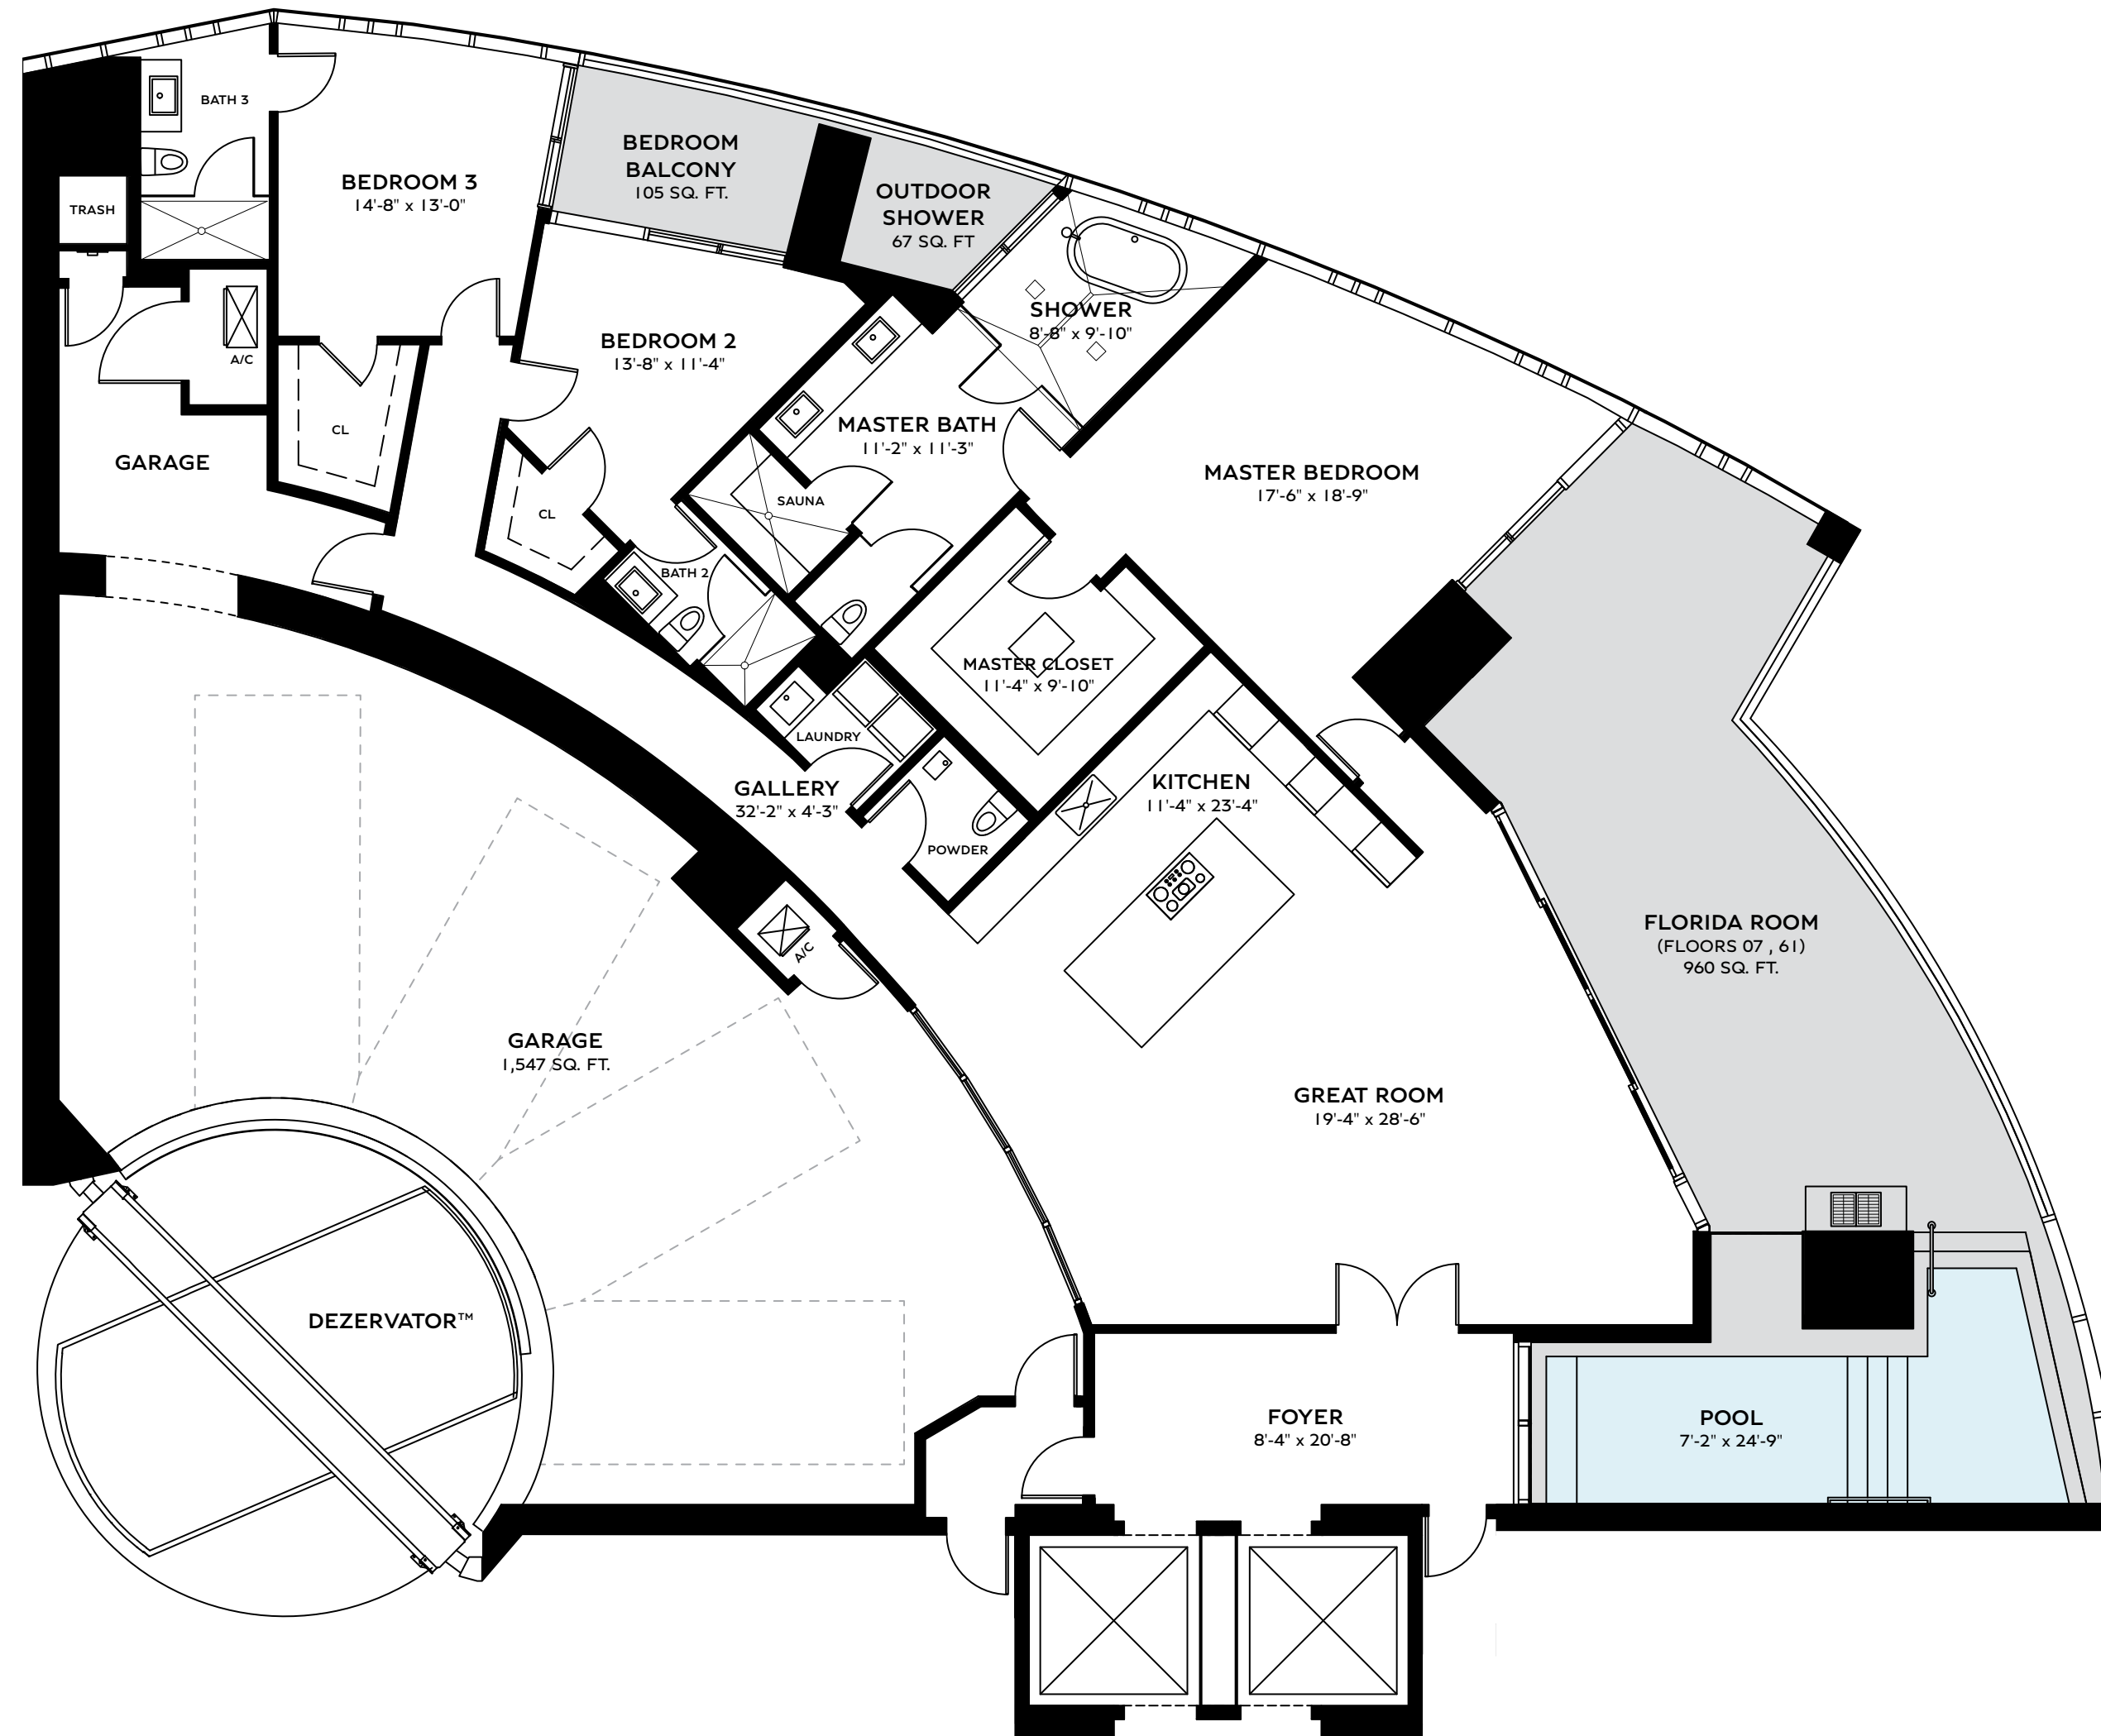 BATH 3
BEDROOM 3
14'-8" x 13'-0"
BEDROOM
BALCONY
105 SQ. FT.
OUTDOOR
SHOWER
67 SQ. FT
TRASH
A/C
SHOWER
8'-8" x 9'-10"
BEDROOM 2
13'-8" x 11'-4"
CL
MASTER BATH
11'-2" x 11'-3"
GARAGE
MASTER BEDROOM
17'-6" x 18'-9"
SAUNA
CL
BATH 2
MASTER CLOSET
11'-4" x 9'-10"
LAUNDRY
GALLERY
32'-2" x 4'-3"
KITCHEN
11'-4" x 23'-4"
POWDER
FLORIDA ROOM
(FLOORS 07 , 61)
960 SQ. FT.
A/C
GARAGE
1,547 SQ. FT.
GREAT ROOM
19'-4" x 28'-6"
DEZERVATOR™
FOYER
8'-4" x 20'-8"
POOL
7'-2" x 24'-9"